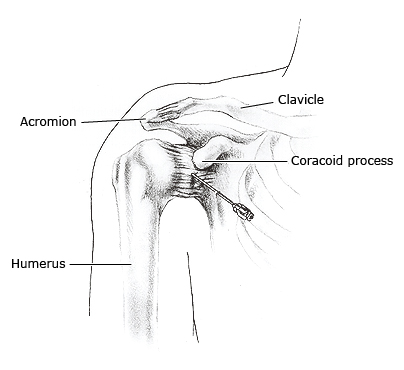 Clavicle
Acromion
Coracoid process
Humerus